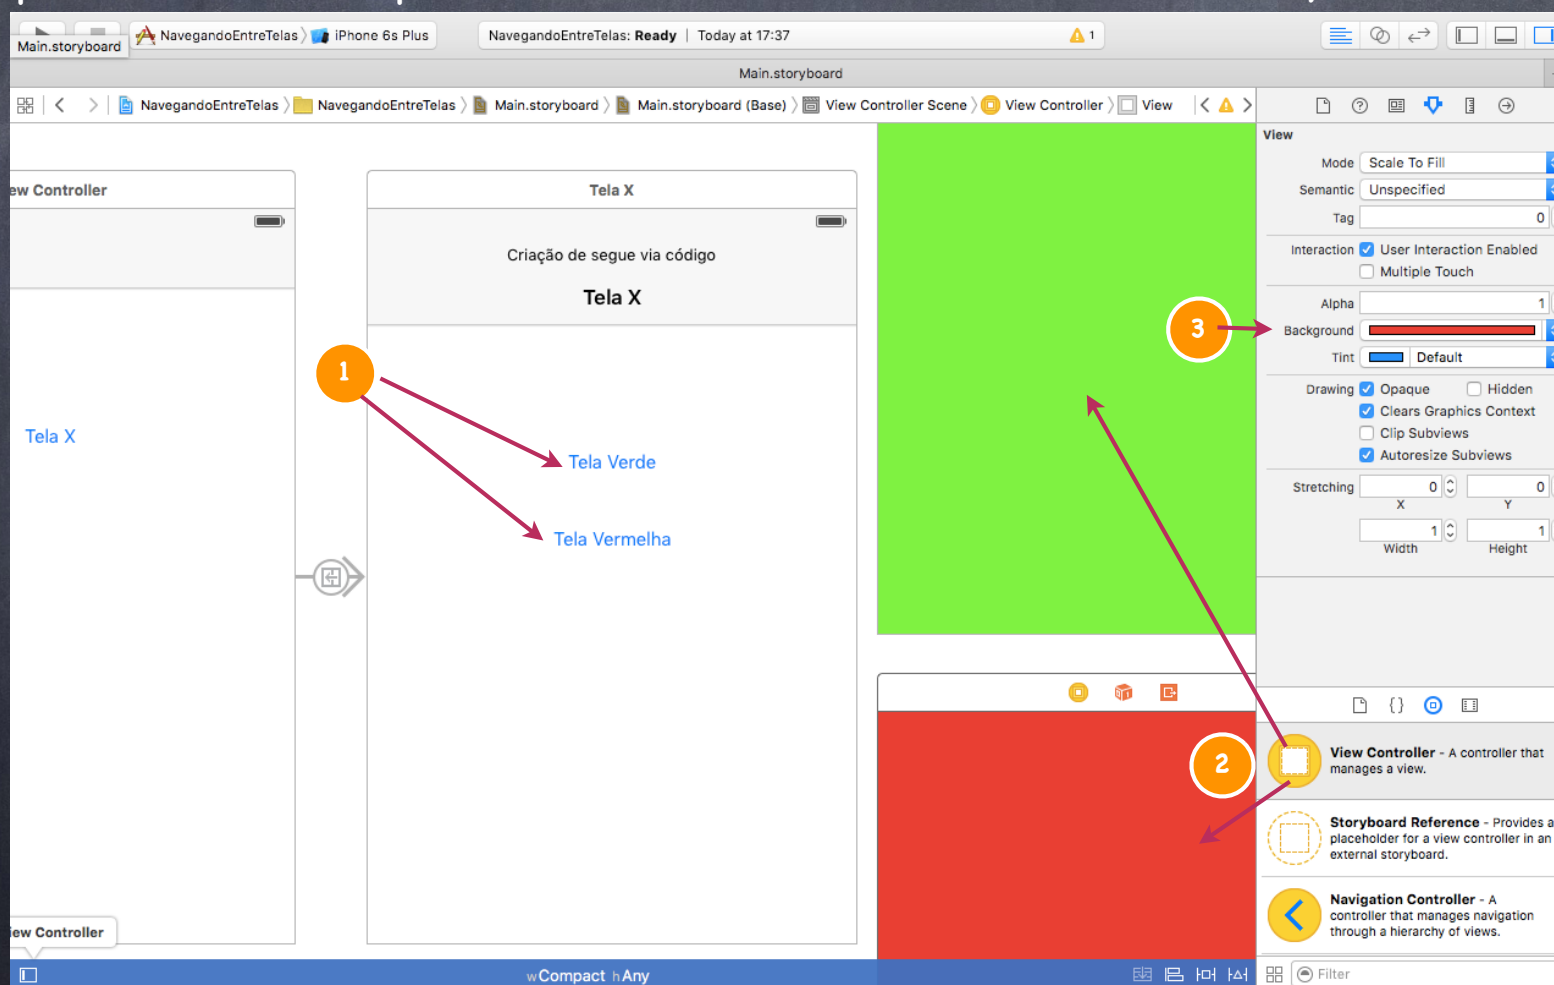 Main.storyboard
NavegandoEntreTelas iPhone 6s Plus
NavegandoEntreTelas: Ready | Today at 17:37
1
Main.storyboard
NavegandoEntreTelas NavegandoEntreTelas Main.storyboard Main.storyboard (Base) View Controller Scene View Controller View
ew Controller
Tela X
Tela X
Criação de segue via código
Tela X
1
Tela Verde
Tela Vermelha
3
2
View
Mode Scale To Fill
Semantic Unspecified
Tag 0
Interaction User Interaction Enabled
Multiple Touch
Alpha 1
Background
Tint Default
Drawing Opaque Hidden
Clears Graphics Context
Clip Subviews
Autoresize Subviews
Stretching 0 0
X Y
1 1
Width Height
{}
View Controller - A controller that
manages a view.
Storyboard Reference - Provides a
placeholder for a view controller in an
external storyboard.
Navigation Controller - A
controller that manages navigation
through a hierarchy of views.
iew Controller
wCompact hAny
Filter